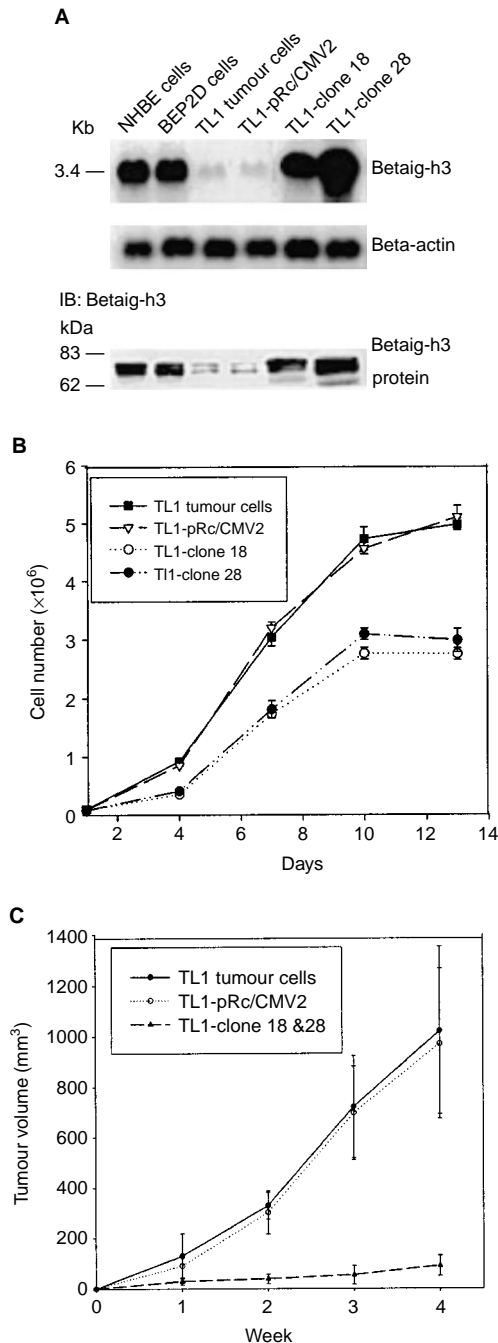 A
NHBE cells
BEP2D cells
TL1 tumour cells
TL1-pRc/CMV2
TL1-clone 18
TL1-clone 28
Kb
3.4
Betaig-h3
Beta-actin
IB: Betaig-h3
kDa
83
62
Betaig-h3
protein
B
6
5
4
3
2
1
0
Cell number (×10⁶)
TL1 tumour cells
TL1-pRc/CMV2
TL1-clone 18
Tl1-clone 28
2 4 6 8 10 12 14
Days
C
1400
1200
1000
800
600
400
200
0
Tumour volume (mm³)
TL1 tumour cells
TL1-pRc/CMV2
TL1-clone 18 &28
0 1 2 3 4
Week